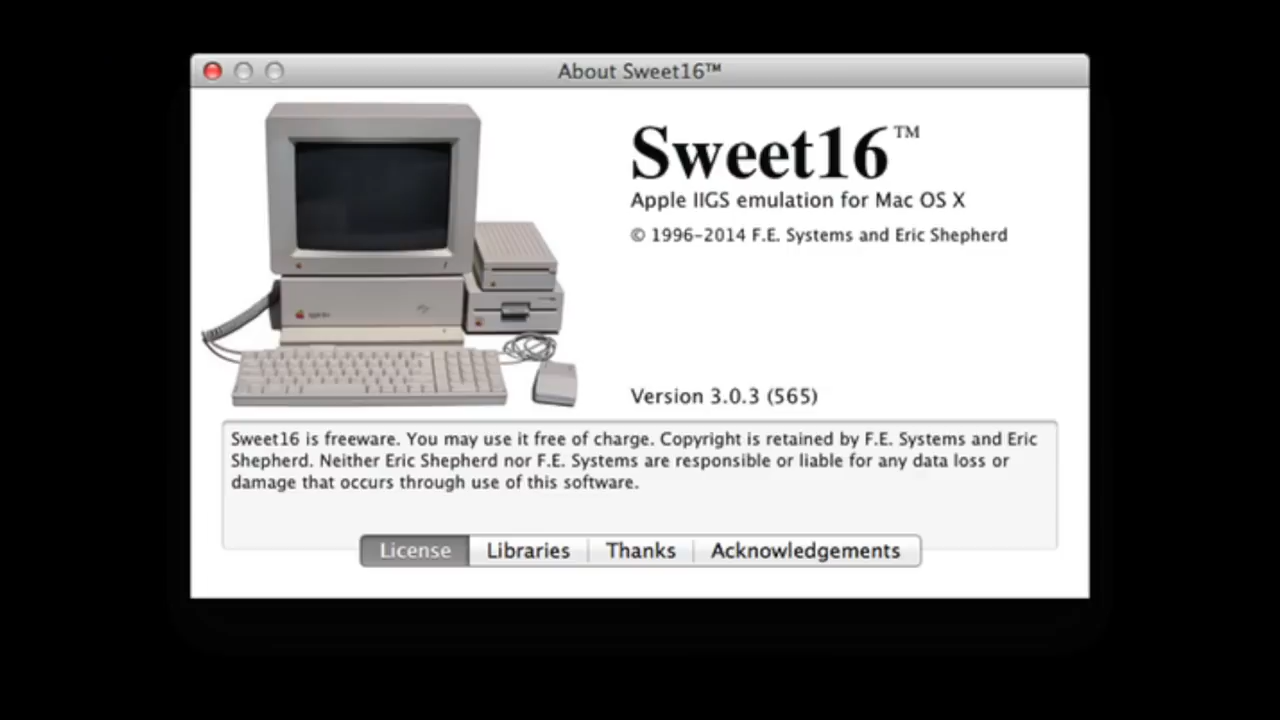 About Sweet16™
Sweet16™
Apple IIGS emulation for Mac OS X
© 1996-2014 F.E. Systems and Eric Shepherd
Version 3.0.3 (565)
Sweet16 is freeware. You may use it free of charge. Copyright is retained by F.E. Systems and Eric
Shepherd. Neither Eric Shepherd nor F.E. Systems are responsible or liable for any data loss or
damage that occurs through use of this software.
License Libraries Thanks Acknowledgements